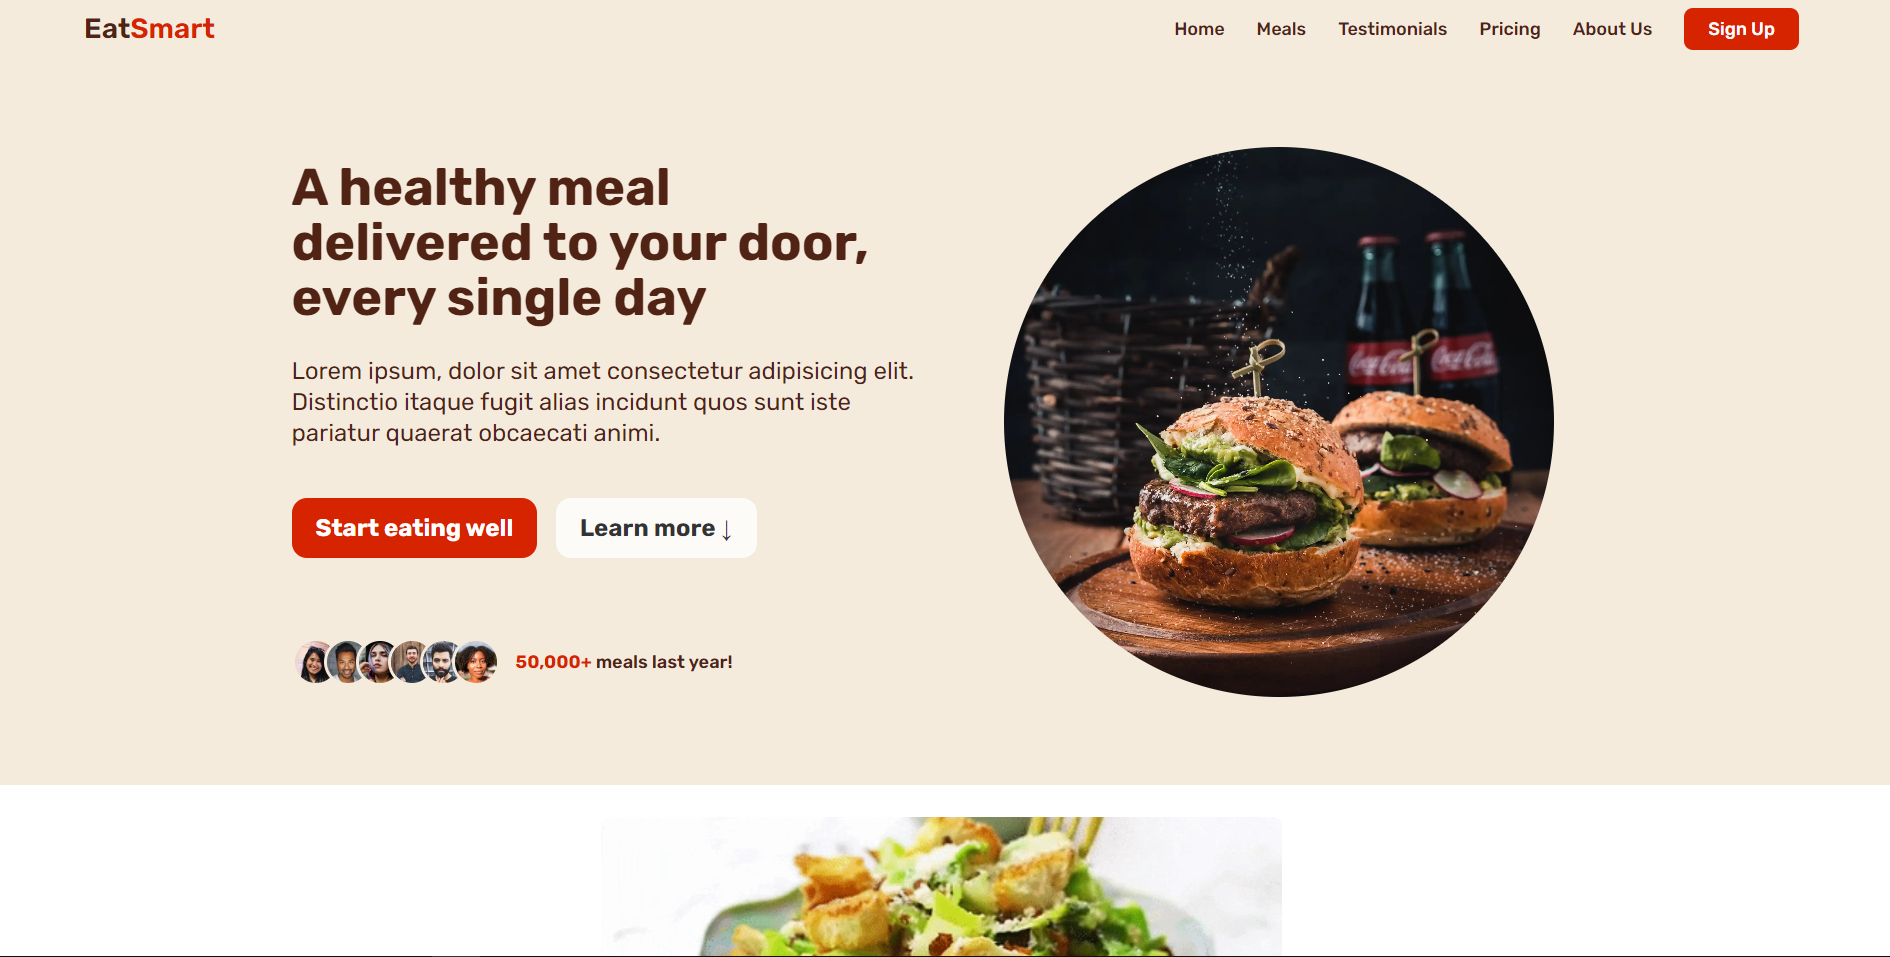 EatSmart
Home Meals Testimonials Pricing About Us Sign Up
A healthy meal
delivered to your door,
every single day
Lorem ipsum, dolor sit amet consectetur adipisicing elit.
Distinctio itaque fugit alias incidunt quos sunt iste
pariatur quaerat obcaecati animi.
Start eating well
Learn more ↓
50,000+ meals last year!
Coca-Cola